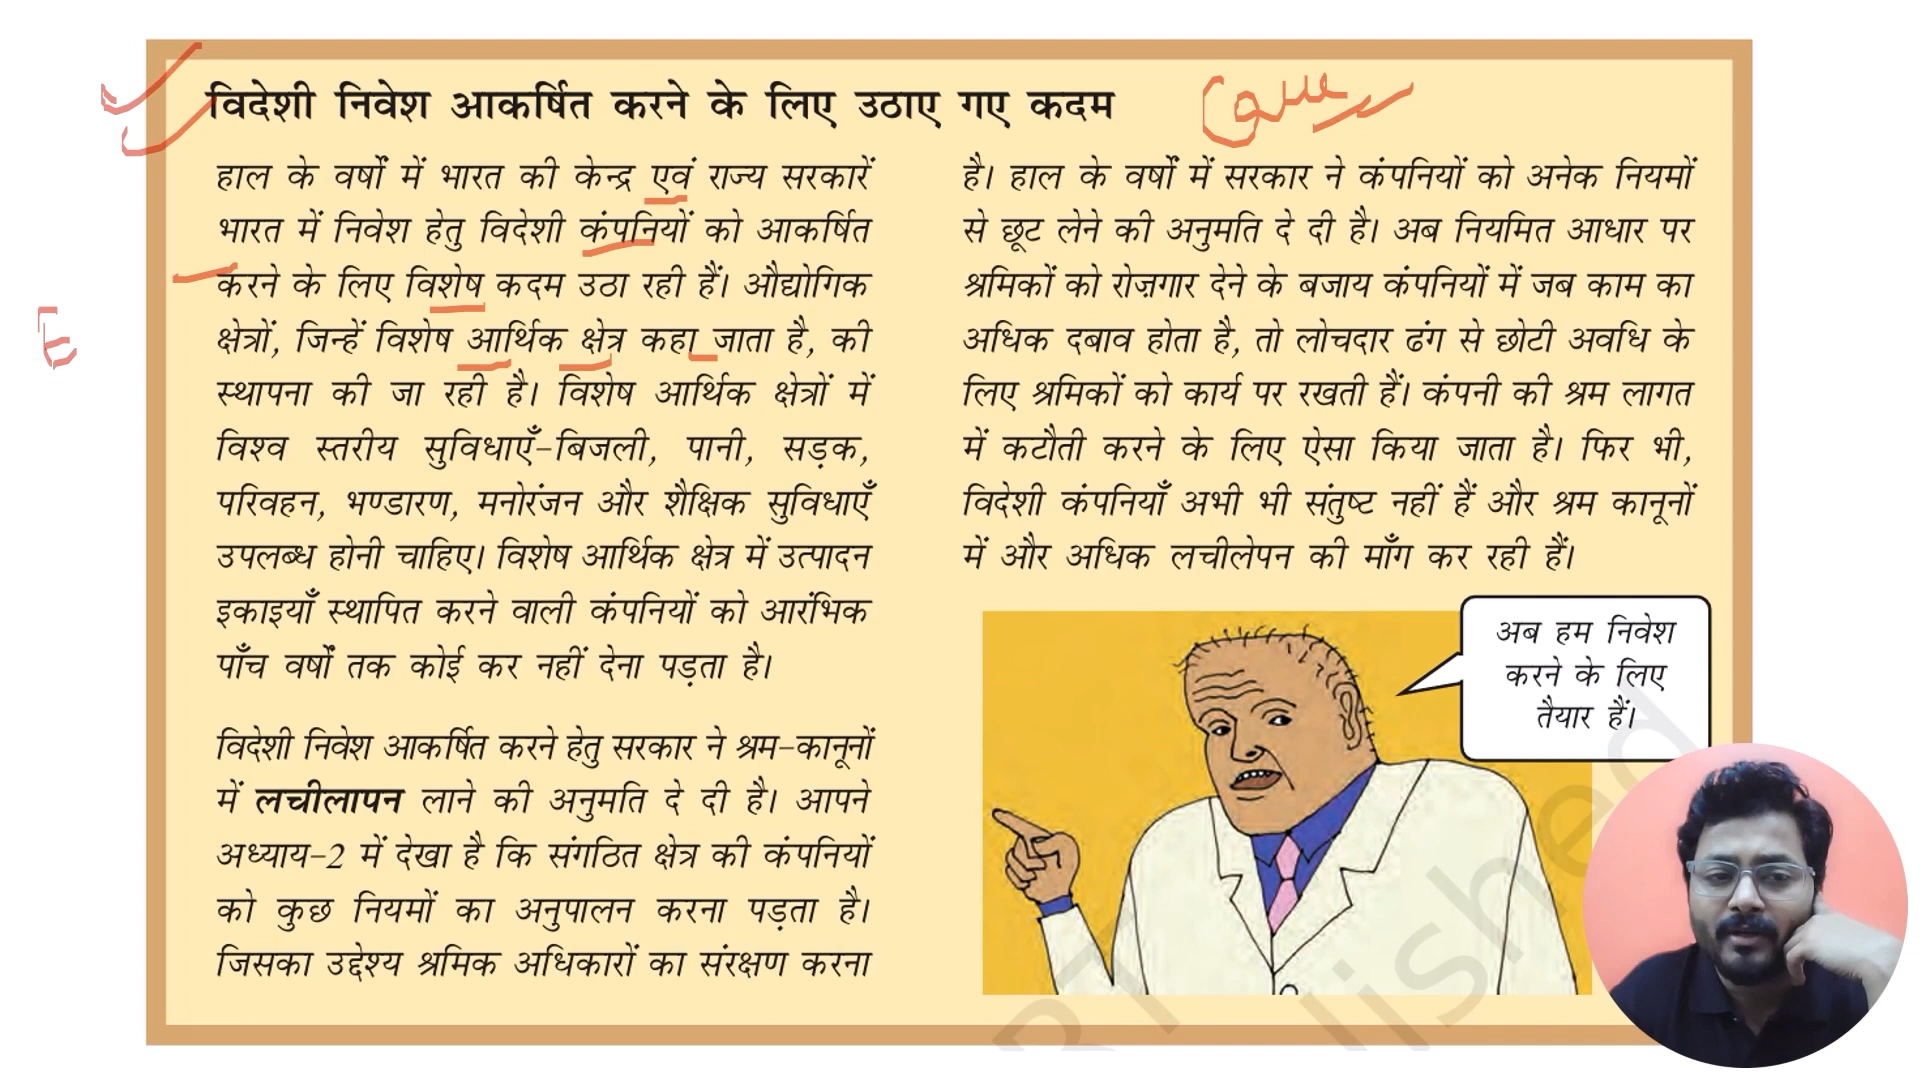 विदेशी निवेश आकर्षित करने के लिए उठाए गए कदम
हाल के वर्षों में भारत की केन्द्र एवं राज्य सरकारें
भारत में निवेश हेतु विदेशी कंपनियों को आकर्षित
करने के लिए विशेष कदम उठा रही हैं। औद्योगिक
क्षेत्रों, जिन्हें विशेष आर्थिक क्षेत्र कहा जाता है, की
स्थापना की जा रही है। विशेष आर्थिक क्षेत्रों में
विश्व स्तरीय सुविधाएँ-बिजली, पानी, सड़क,
परिवहन, भण्डारण, मनोरंजन और शैक्षिक सुविधाएँ
उपलब्ध होनी चाहिए। विशेष आर्थिक क्षेत्र में उत्पादन
इकाइयाँ स्थापित करने वाली कंपनियों को आरंभिक
पाँच वर्षों तक कोई कर नहीं देना पड़ता है।
विदेशी निवेश आकर्षित करने हेतु सरकार ने श्रम-कानूनों
में लचीलापन लाने की अनुमति दे दी है। आपने
अध्याय-2 में देखा है कि संगठित क्षेत्र की कंपनियों
को कुछ नियमों का अनुपालन करना पड़ता है।
जिसका उद्देश्य श्रमिक अधिकारों का संरक्षण करना
है। हाल के वर्षों में सरकार ने कंपनियों को अनेक नियमों
से छूट लेने की अनुमति दे दी है। अब नियमित आधार पर
श्रमिकों को रोज़गार देने के बजाय कंपनियों में जब काम का
अधिक दबाव होता है, तो लोचदार ढंग से छोटी अवधि के
लिए श्रमिकों को कार्य पर रखती हैं। कंपनी की श्रम लागत
में कटौती करने के लिए ऐसा किया जाता है। फिर भी,
विदेशी कंपनियाँ अभी भी संतुष्ट नहीं हैं और श्रम कानूनों
में और अधिक लचीलेपन की माँग कर रही हैं।
अब हम निवेश
करने के लिए
तैयार हैं।
E